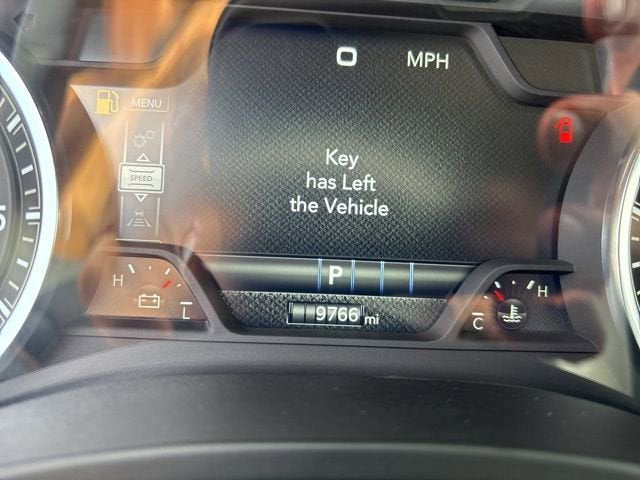 0 MPH
MENU
SPEED
Key
has Left
the Vehicle
P
H
L
9766 mi
C
H